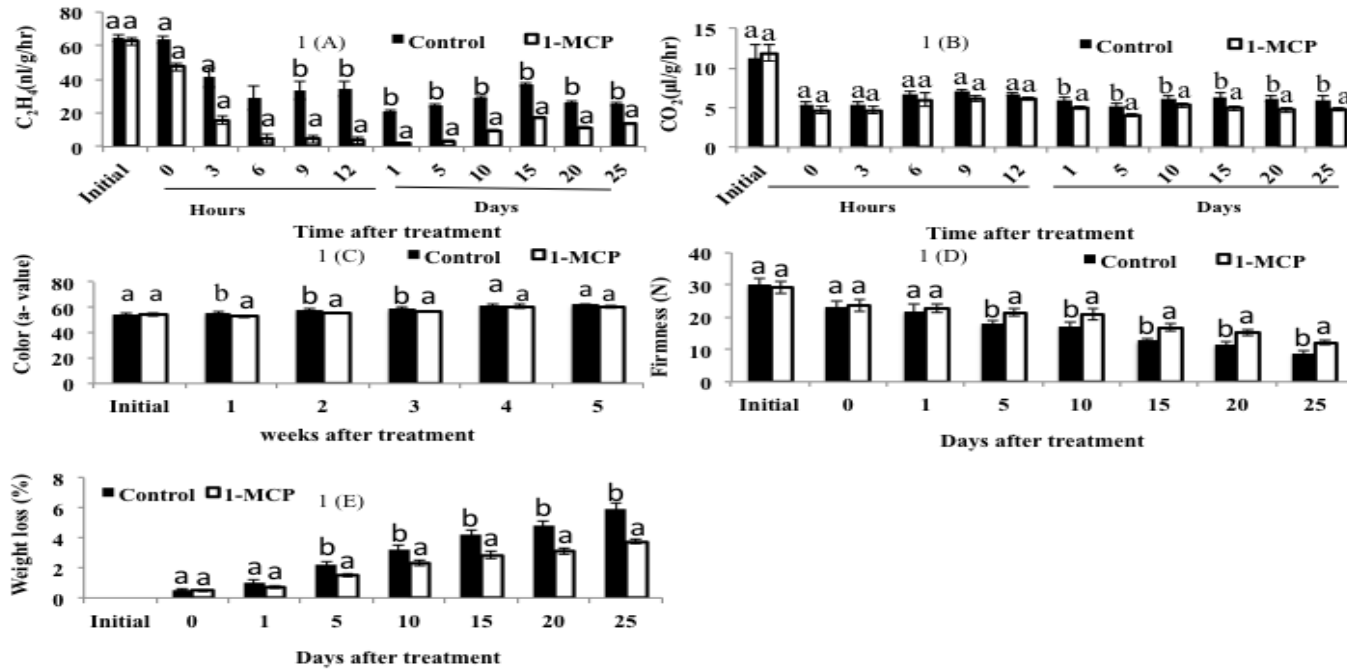 1 (A) Control 1-MCP
C₂H₄(nl/g/hr)
80
60
40
20
0
a a a a a a a b a b a b a b a b a b a b a b a
Initial 0 3 6 9 12 1 5 10 15 20 25
Hours Days
Time after treatment
1 (B) Control 1-MCP
CO₂(µl/g/hr)
15
10
5
0
a a a a a a a a a a a a b a b a b a b a b a b a
Initial 0 3 6 9 12 1 5 10 15 20 25
Hours Days
Time after treatment
1 (C) Control 1-MCP
Color (a- value)
80
60
40
20
0
a a b a b a b a a a a a
Initial 1 2 3 4 5
weeks after treatment
1 (D) Control 1-MCP
Firmness (N)
40
30
20
10
0
a a a a a a b a b a b a b a b a
Initial 0 1 5 10 15 20 25
Days after treatment
Control 1-MCP 1 (E)
Weight loss (%)
8
6
4
2
0
a a a a b a b a b a b a b a
Initial 0 1 5 10 15 20 25
Days after treatment